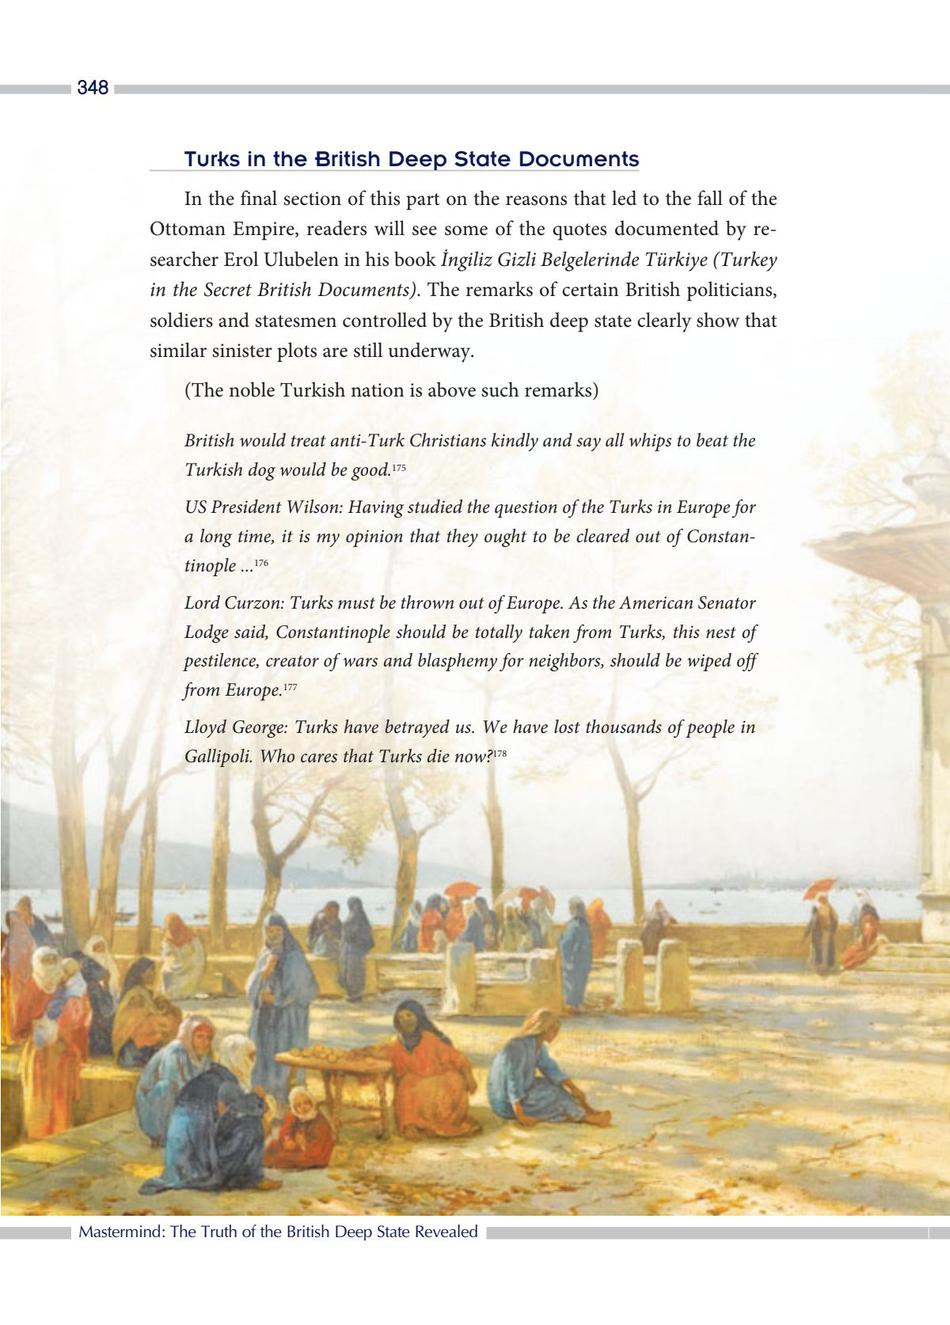 348
Turks in the British Deep State Documents
In the final section of this part on the reasons that led to the fall of the
Ottoman Empire, readers will see some of the quotes documented by re-
searcher Erol Ulubelen in his book İngiliz Gizli Belgelerinde Türkiye (Turkey
in the Secret British Documents). The remarks of certain British politicians,
soldiers and statesmen controlled by the British deep state clearly show that
similar sinister plots are still underway.
(The noble Turkish nation is above such remarks)
British would treat anti-Turk Christians kindly and say all whips to beat the
Turkish dog would be good.175
US President Wilson: Having studied the question of the Turks in Europe for
a long time, it is my opinion that they ought to be cleared out of Constan-
tinople ...176
Lord Curzon: Turks must be thrown out of Europe. As the American Senator
Lodge said, Constantinople should be totally taken from Turks, this nest of
pestilence, creator of wars and blasphemy for neighbors, should be wiped off
from Europe.177
Lloyd George: Turks have betrayed us. We have lost thousands of people in
Gallipoli. Who cares that Turks die now?178
Mastermind: The Truth of the British Deep State Revealed